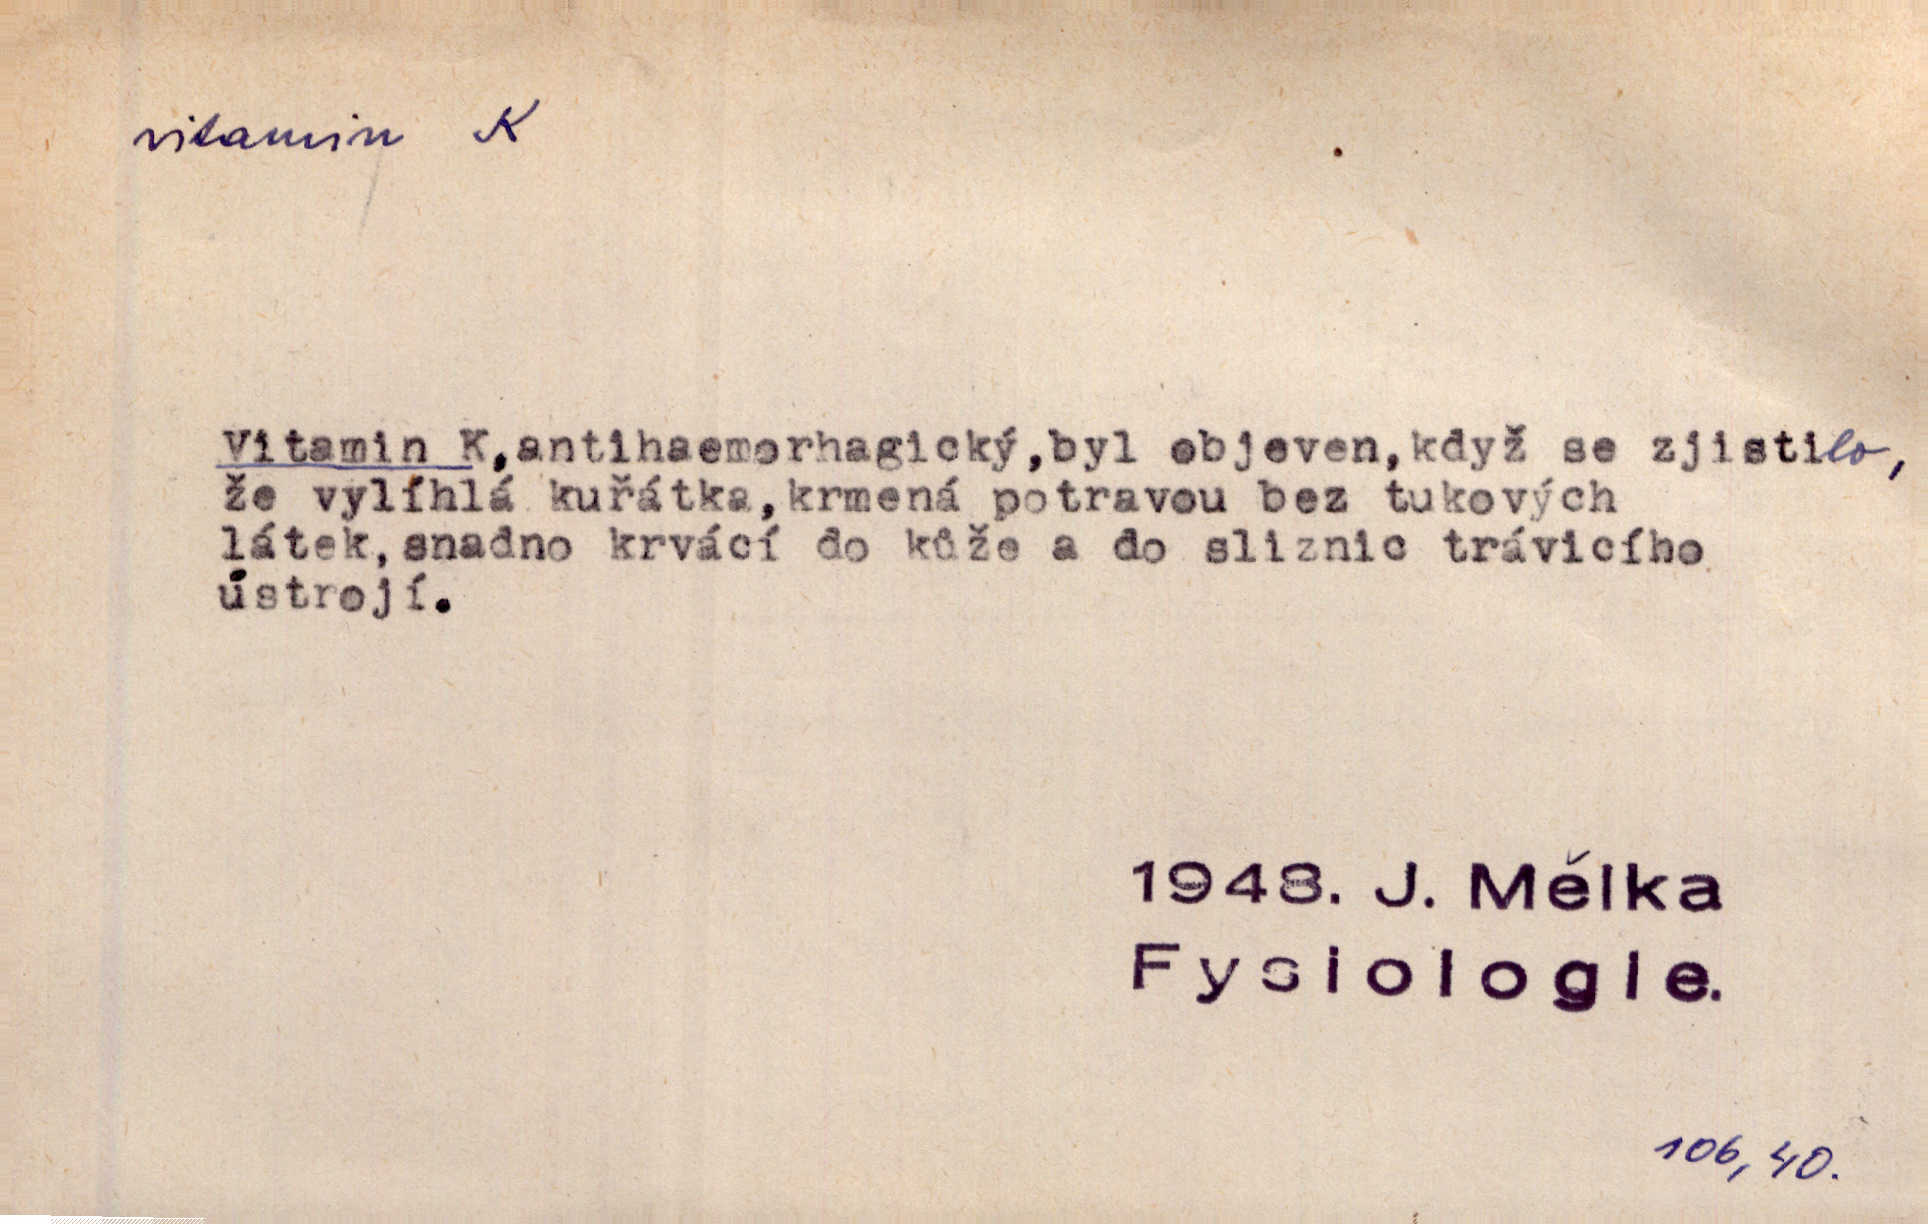 vitamin K
Vitamin K,antihaemorhagický,byl objeven,když se zjistilo,
že vylíhlá kuřátka,krmená potravou bez tukových
látek,snadno krvácí do kůže a do sliznic trávicího
ústrojí.
1948. J. Mělka
Fysiologie.
106, 40.